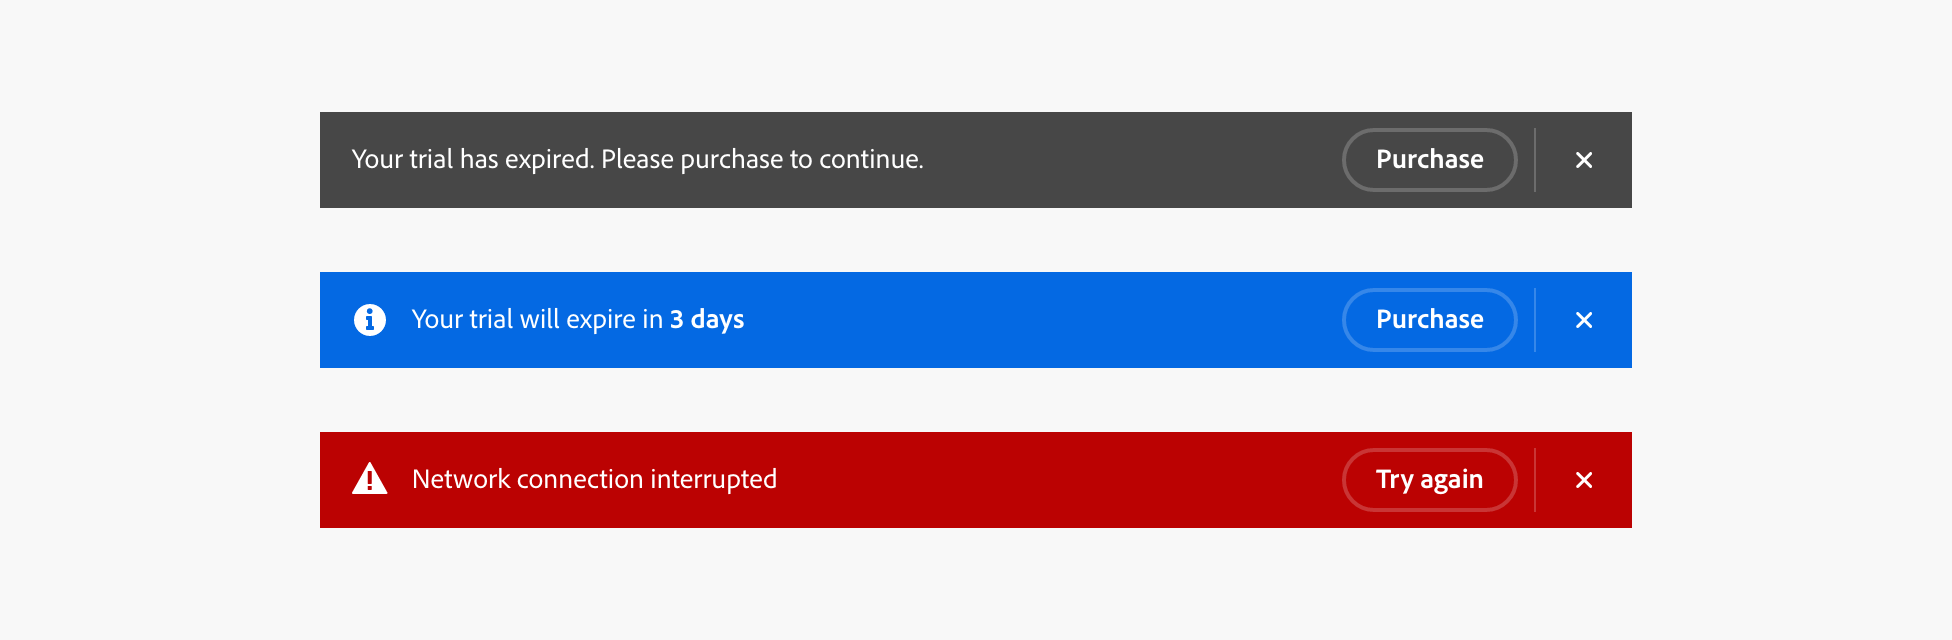 Your trial has expired. Please purchase to continue. Purchase
Your trial will expire in 3 days Purchase
Network connection interrupted Try again